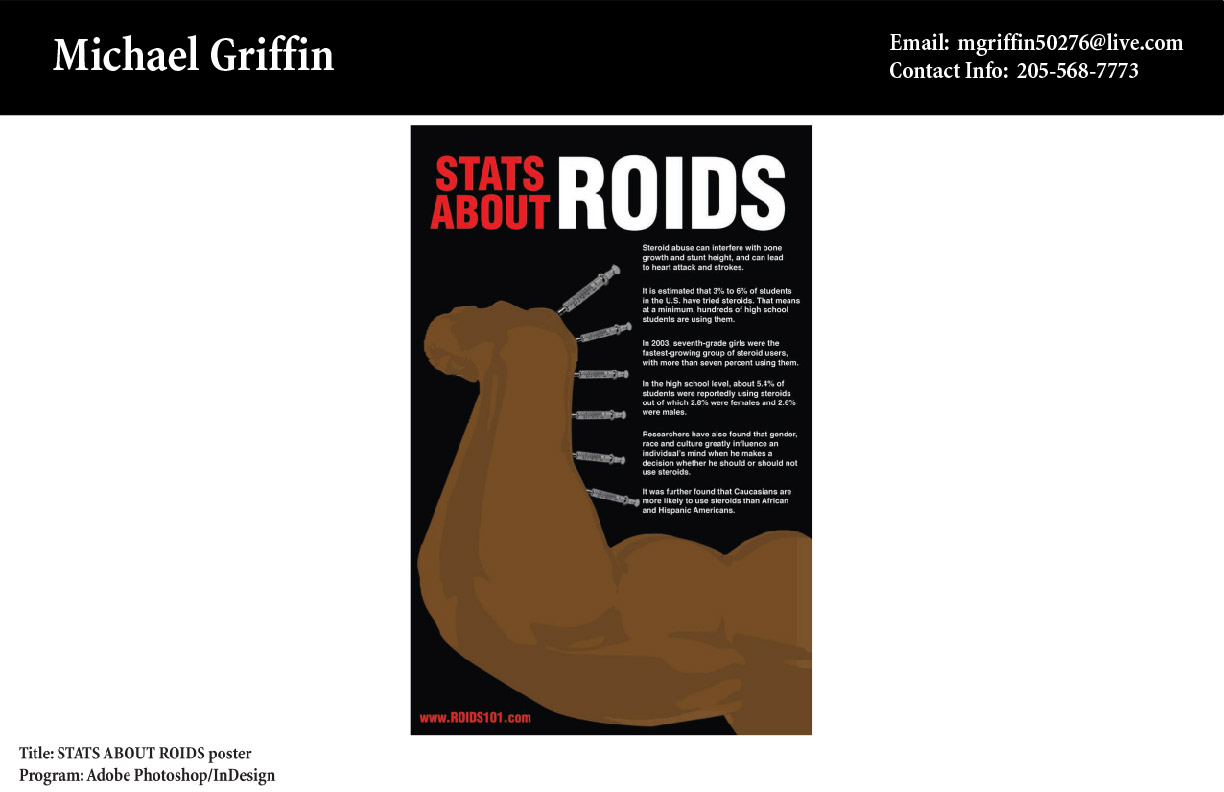 Michael Griffin
Email: mgriffin50276@live.com
Contact Info: 205-568-7773
STATS
ABOUT
ROIDS
Steroid abuse can interfere with bone
growth and stunt height, and can lead
to heart attack and strokes.
It is estimated that 3% to 6% of students
in the U.S. have tried steroids. That means
at a minimum, hundreds of high school
students are using them.
In 2003, seventh-grade girls were the
fastest-growing group of steroid users,
with more than seven percent using them.
In the high school level, about 5.4% of
students were reportedly using steroids
out of which 2.8% were females and 2.6%
were males.
Researchers have also found that gender,
race and culture greatly influence an
individual's mind when he makes a
decision whether he should or should not
use steroids.
It was further found that Caucasians are
more likely to use steroids than African
and Hispanic Americans.
www.ROIDS101.com
Title: STATS ABOUT ROIDS poster
Program: Adobe Photoshop/InDesign